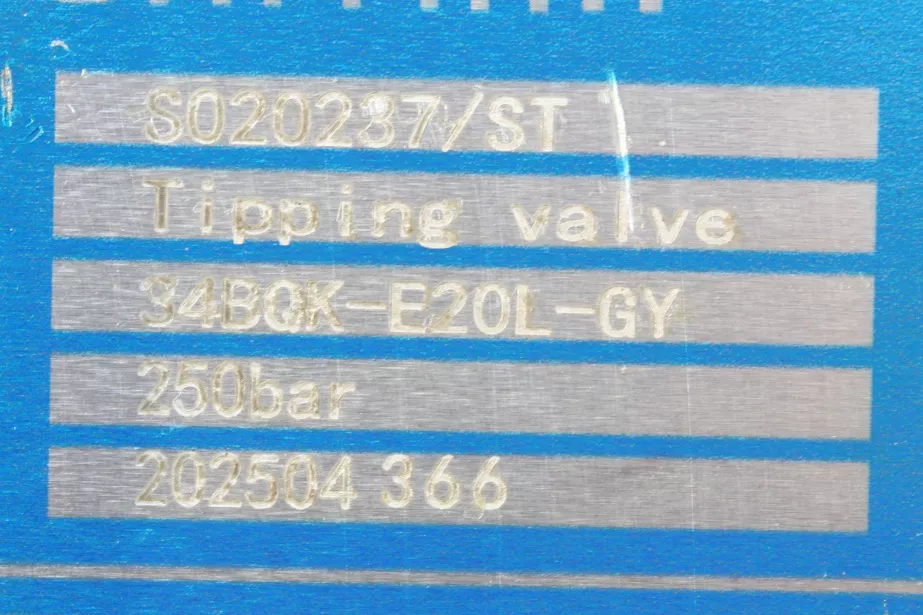 S020237/ST
Tipping valve
34BQK-E20L-GY
250bar
202504 366